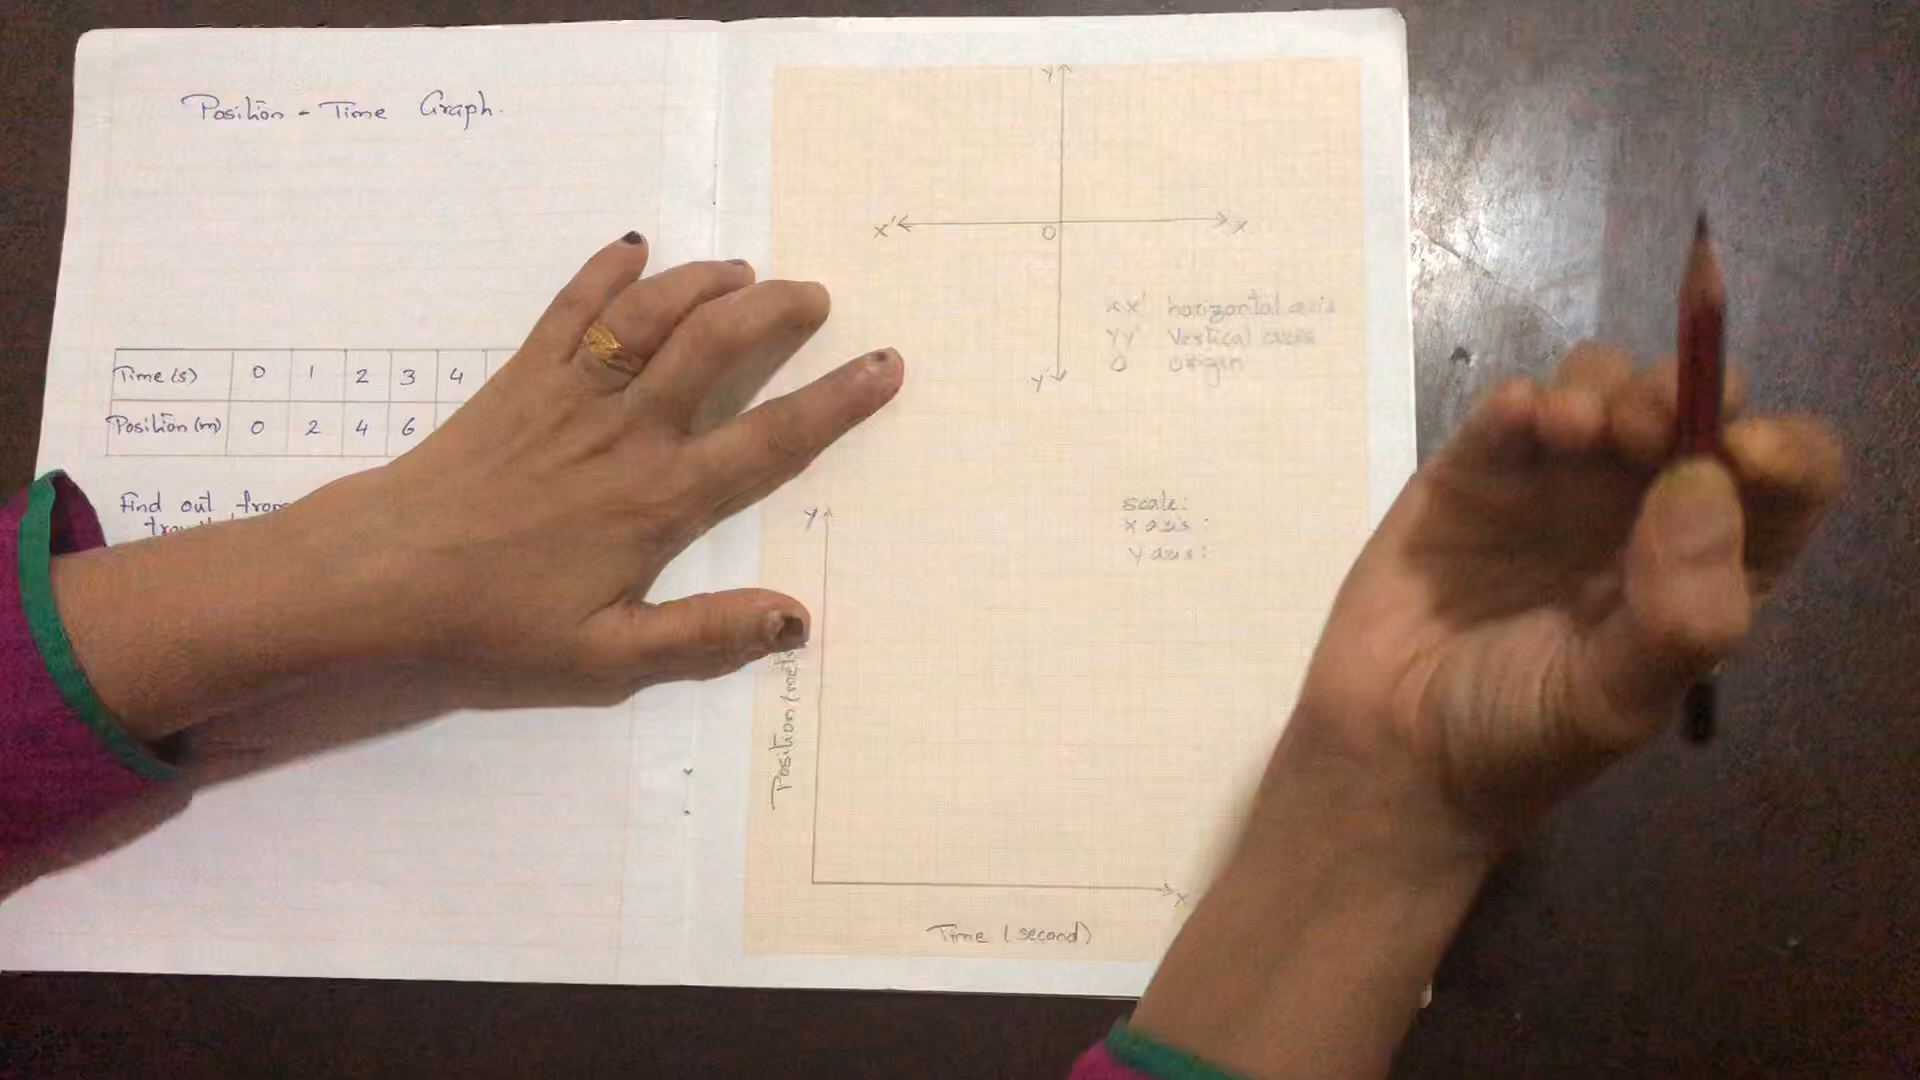 Position - Time Graph.
Time (s) 0 1 2 3 4
Position (m) 0 2 4 6
Find out from
Y
X' O X
Y'
XX' horizontal axis
YY' Vertical axis
O origin
scale:
X axis:
Y axis:
Y
Position (met
X
Time (second)